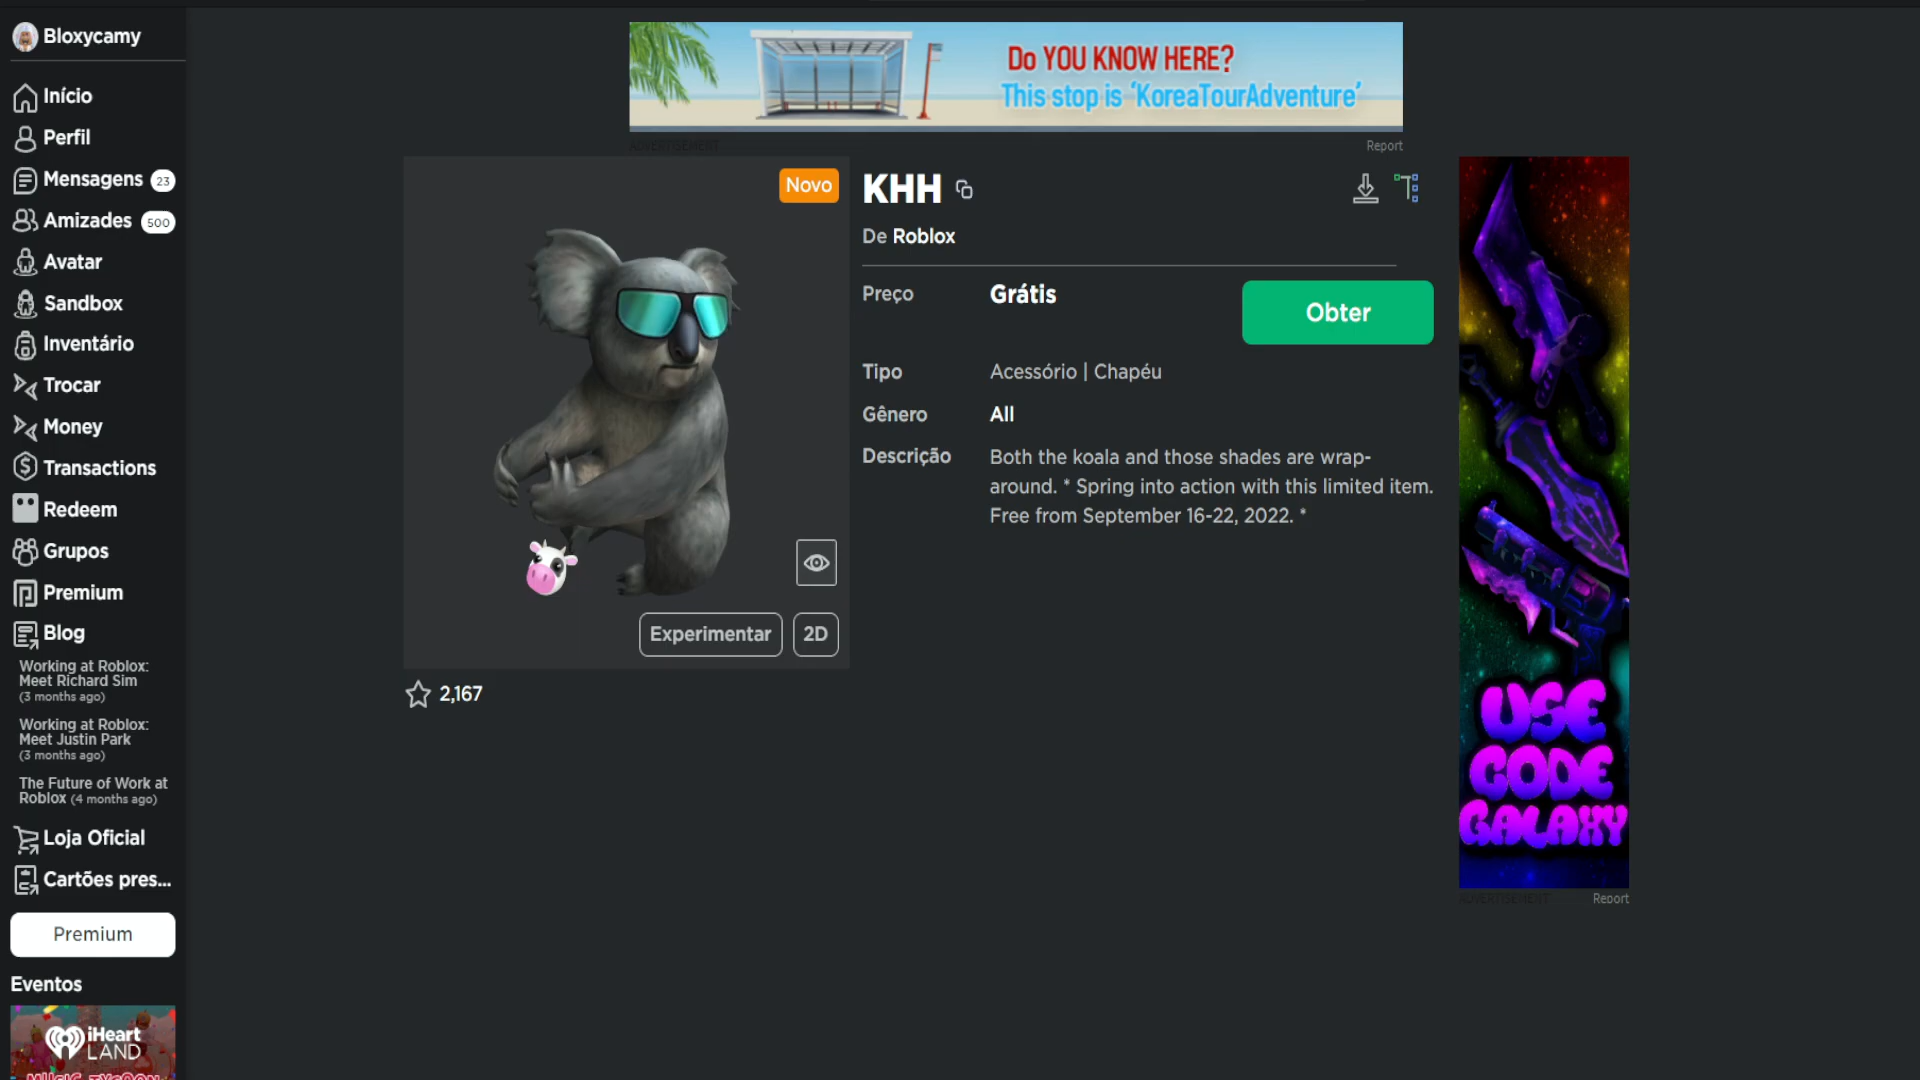 Bloxycamy
Início
Perfil
Mensagens 23
Amizades 500
Avatar
Sandbox
Inventário
Trocar
Money
Transactions
Redeem
Grupos
Premium
Blog
Working at Roblox:
Meet Richard Sim
(3 months ago)
Working at Roblox:
Meet Justin Park
(3 months ago)
The Future of Work at
Roblox (4 months ago)
Loja Oficial
Cartões pres...
Premium
Eventos
iHeart
LAND
MUSIC TYCOON
Do YOU KNOW HERE?
This stop is 'KoreaTourAdventure'
ADVERTISEMENT
Report
Novo
Experimentar
2D
2,167
KHH
De Roblox
Preço Grátis
Obter
Tipo Acessório | Chapéu
Gênero All
Descrição Both the koala and those shades are wrap-
around. * Spring into action with this limited item.
Free from September 16-22, 2022. *
USE
CODE
GALAXY
ADVERTISEMENT
Report